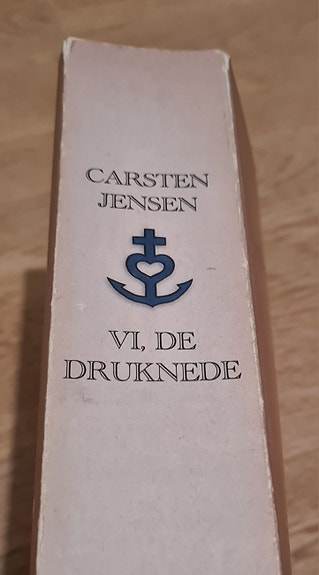 CARSTEN
JENSEN
VI, DE
DRUKNEDE